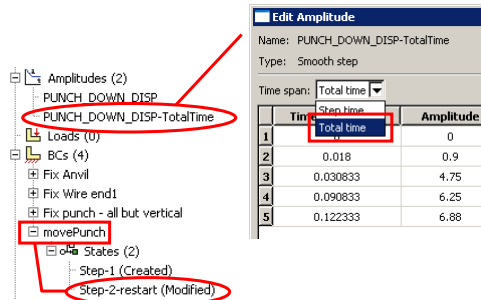 Amplitudes (2)
PUNCH_DOWN_DISP
PUNCH_DOWN_DISP-TotalTime
Loads (0)
BCs (4)
Fix Anvil
Fix Wire end1
Fix punch - all but vertical
movePunch
States (2)
Step-1 (Created)
Step-2-restart (Modified)
Edit Amplitude
Name: PUNCH_DOWN_DISP-TotalTime
Type: Smooth step
Time span: Total time
Step time
Total time
Amplitude
1 0
2 0.018 0.9
3 0.030833 4.75
4 0.090833 6.25
5 0.122333 6.88